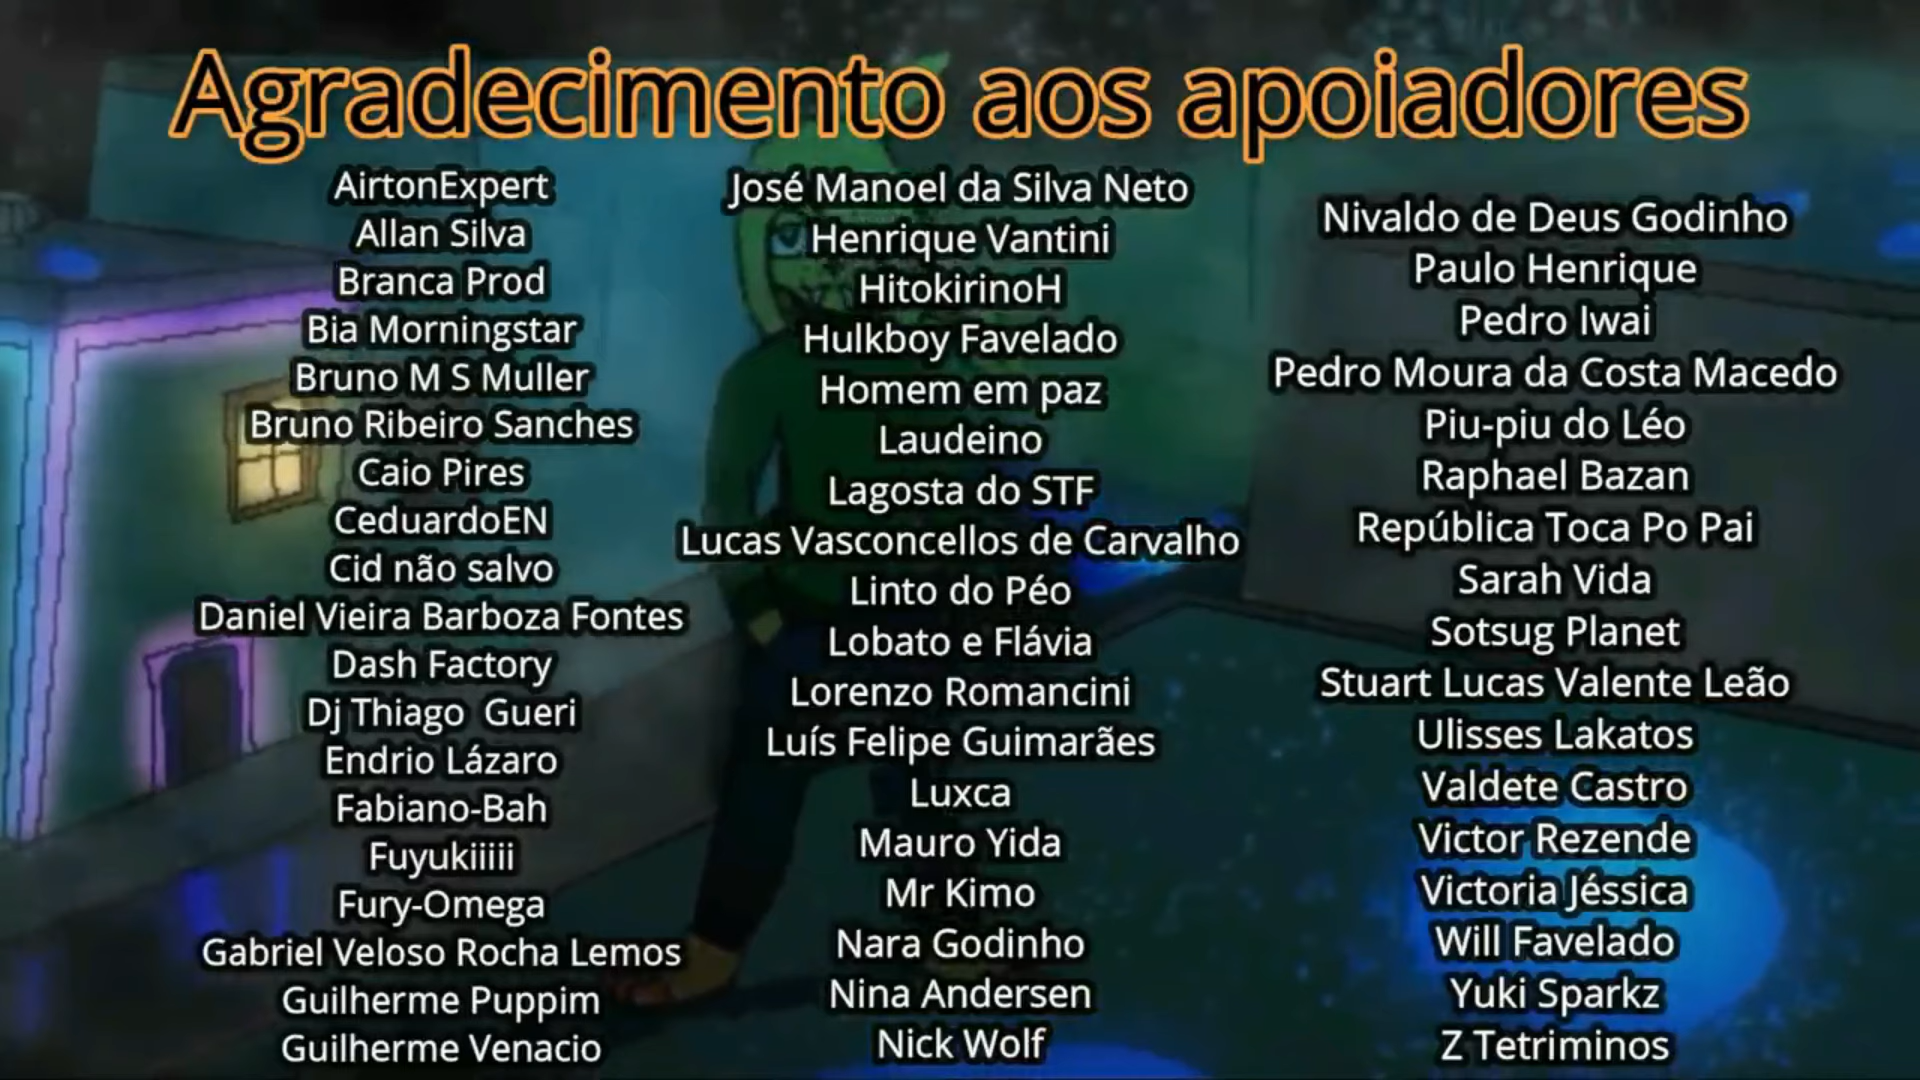 Agradecimento aos apoiadores
AirtonExpert
Allan Silva
Branca Prod
Bia Morningstar
Bruno M S Muller
Bruno Ribeiro Sanches
Caio Pires
CeduardoEN
Cid não salvo
Daniel Vieira Barboza Fontes
Dash Factory
Dj Thiago  Gueri
Endrio Lázaro
Fabiano-Bah
Fuyukiiiii
Fury-Omega
Gabriel Veloso Rocha Lemos
Guilherme Puppim
Guilherme Venacio
José Manoel da Silva Neto
Henrique Vantini
HitokirinoH
Hulkboy Favelado
Homem em paz
Laudeino
Lagosta do STF
Lucas Vasconcellos de Carvalho
Linto do Péo
Lobato e Flávia
Lorenzo Romancini
Luís Felipe Guimarães
Luxca
Mauro Yida
Mr Kimo
Nara Godinho
Nina Andersen
Nick Wolf
Nivaldo de Deus Godinho
Paulo Henrique
Pedro Iwai
Pedro Moura da Costa Macedo
Piu-piu do Léo
Raphael Bazan
República Toca Po Pai
Sarah Vida
Sotsug Planet
Stuart Lucas Valente Leão
Ulisses Lakatos
Valdete Castro
Victor Rezende
Victoria Jéssica
Will Favelado
Yuki Sparkz
Z Tetriminos